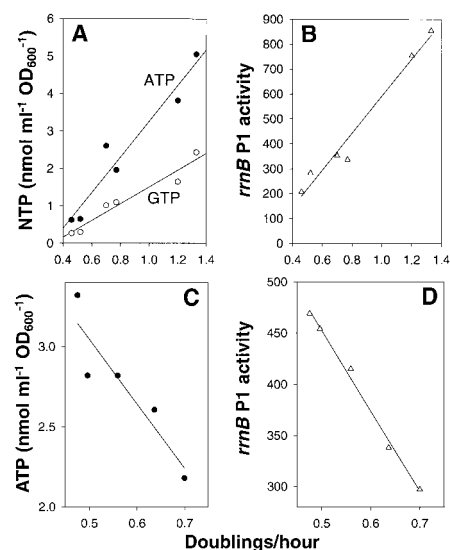 A
NTP (nmol ml⁻¹ OD₆₀₀⁻¹)
6
5
4
3
2
1
0
ATP
GTP
0.4 0.6 0.8 1.0 1.2 1.4
B
rrnB P1 activity
900
800
700
600
500
400
300
200
100
0
0.4 0.6 0.8 1.0 1.2 1.4
C
ATP (nmol ml⁻¹ OD₆₀₀⁻¹)
3.0
2.5
2.0
0.5 0.6 0.7
D
rrnB P1 activity
500
450
400
350
300
0.5 0.6 0.7
Doublings/hour